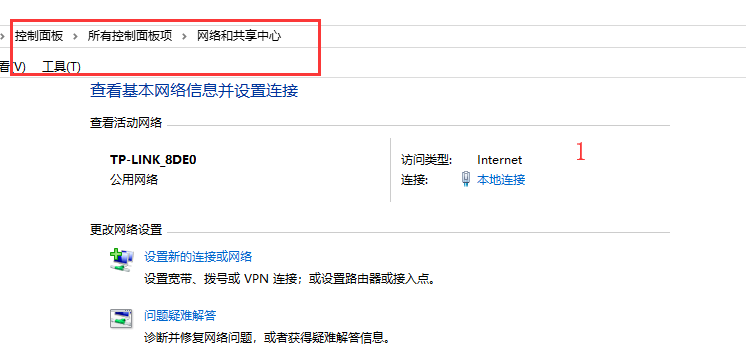 控制面板 › 所有控制面板项 › 网络和共享中心
看(V) 工具(T)
查看基本网络信息并设置连接
查看活动网络
TP-LINK_8DE0
公用网络
访问类型: Internet
连接: 本地连接
1
更改网络设置
设置新的连接或网络
设置宽带、拨号或 VPN 连接；或设置路由器或接入点。
问题疑难解答
诊断并修复网络问题，或者获得疑难解答信息。